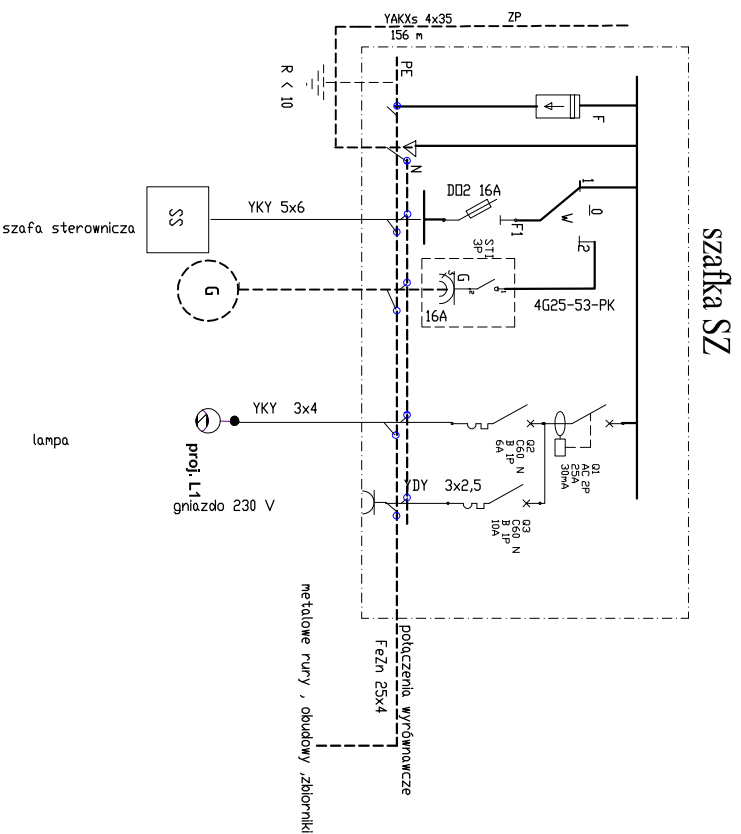 YAKXs 4x35
ZP
156 m
PE
R < 10
F
N
szafka SZ
DO2 16A
1
0
W
2
F1
SS
YKY 5x6
szafa sterownicza
ST1
3P
G
16A
4G25-53-PK
G
YKY 3x4
lampa
proj. L1
Q2
C60 N
B 1P
6A
Q1
AC 2P
25A
30mA
YDY 3x2,5
Q3
C60 N
B 1P
10A
gniazdo 230 V
połączenia wyrównawcze
FeZn 25x4
metalowe rury , obudowy ,zbiorniki